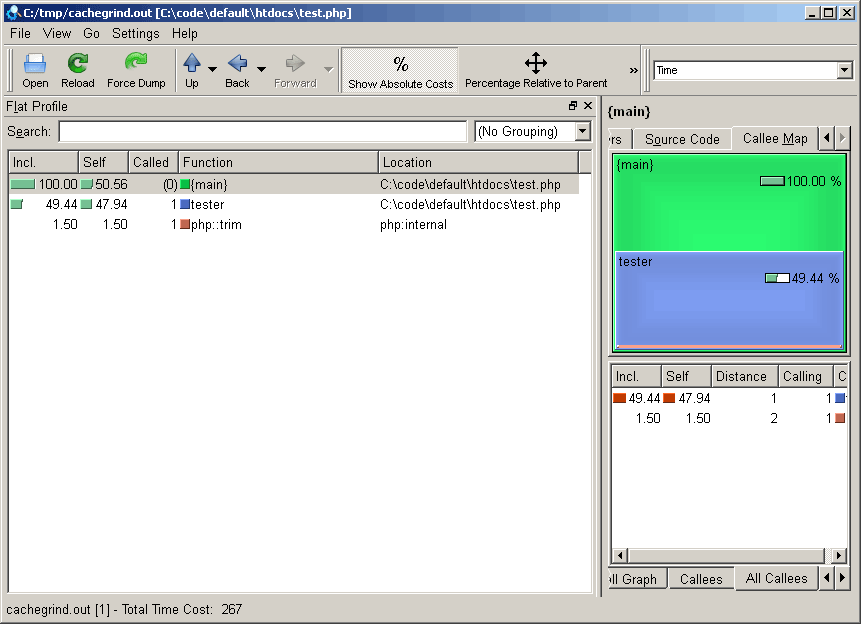 C:/tmp/cachegrind.out [C:\code\default\htdocs\test.php]
File View Go Settings Help
Open Reload Force Dump Up Back Forward % Show Absolute Costs Percentage Relative to Parent » Time
Flat Profile
Search: (No Grouping)
Incl. Self Called Function Location
100.00 50.56 (0) {main} C:\code\default\htdocs\test.php
49.44 47.94 1 tester C:\code\default\htdocs\test.php
1.50 1.50 1 php::trim php:internal
{main}
rs Source Code Callee Map
{main}
100.00 %
tester
49.44 %
Incl. Self Distance Calling C
49.44 47.94 1 1
1.50 1.50 2 1
ll Graph Callees All Callees
cachegrind.out [1] - Total Time Cost: 267